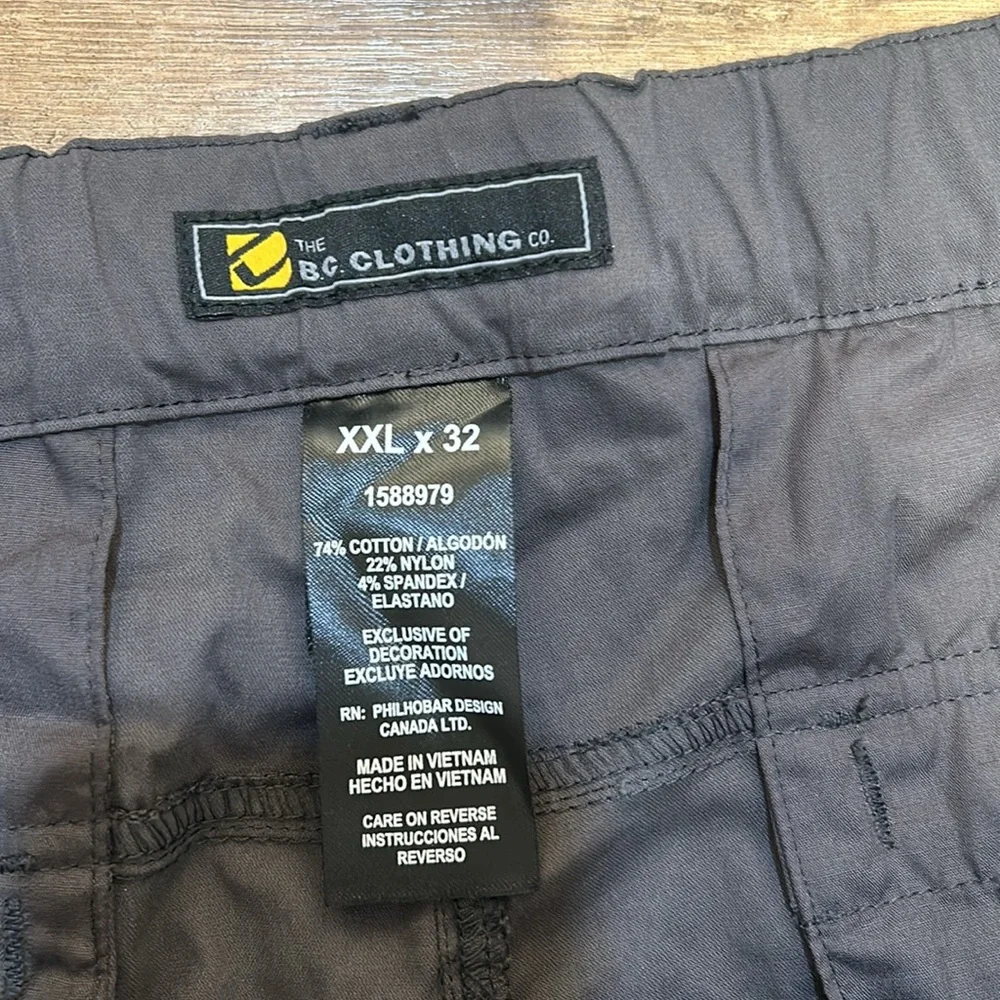 THE
B.C. CLOTHING CO.
XXL x 32
1588979
74% COTTON / ALGODÓN
22% NYLON
4% SPANDEX /
ELASTANO
EXCLUSIVE OF
DECORATION
EXCLUYE ADORNOS
RN: PHILHOBAR DESIGN
CANADA LTD.
MADE IN VIETNAM
HECHO EN VIETNAM
CARE ON REVERSE
INSTRUCCIONES AL
REVERSO